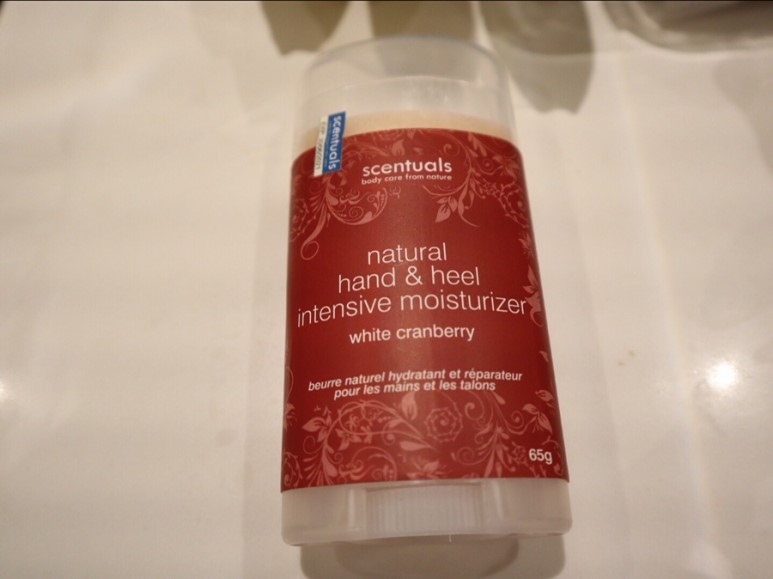 scentuals
scentuals
body care from nature
natural
hand & heel
intensive moisturizer
white cranberry
beurre naturel hydratant et réparateur
pour les mains et les talons
65g